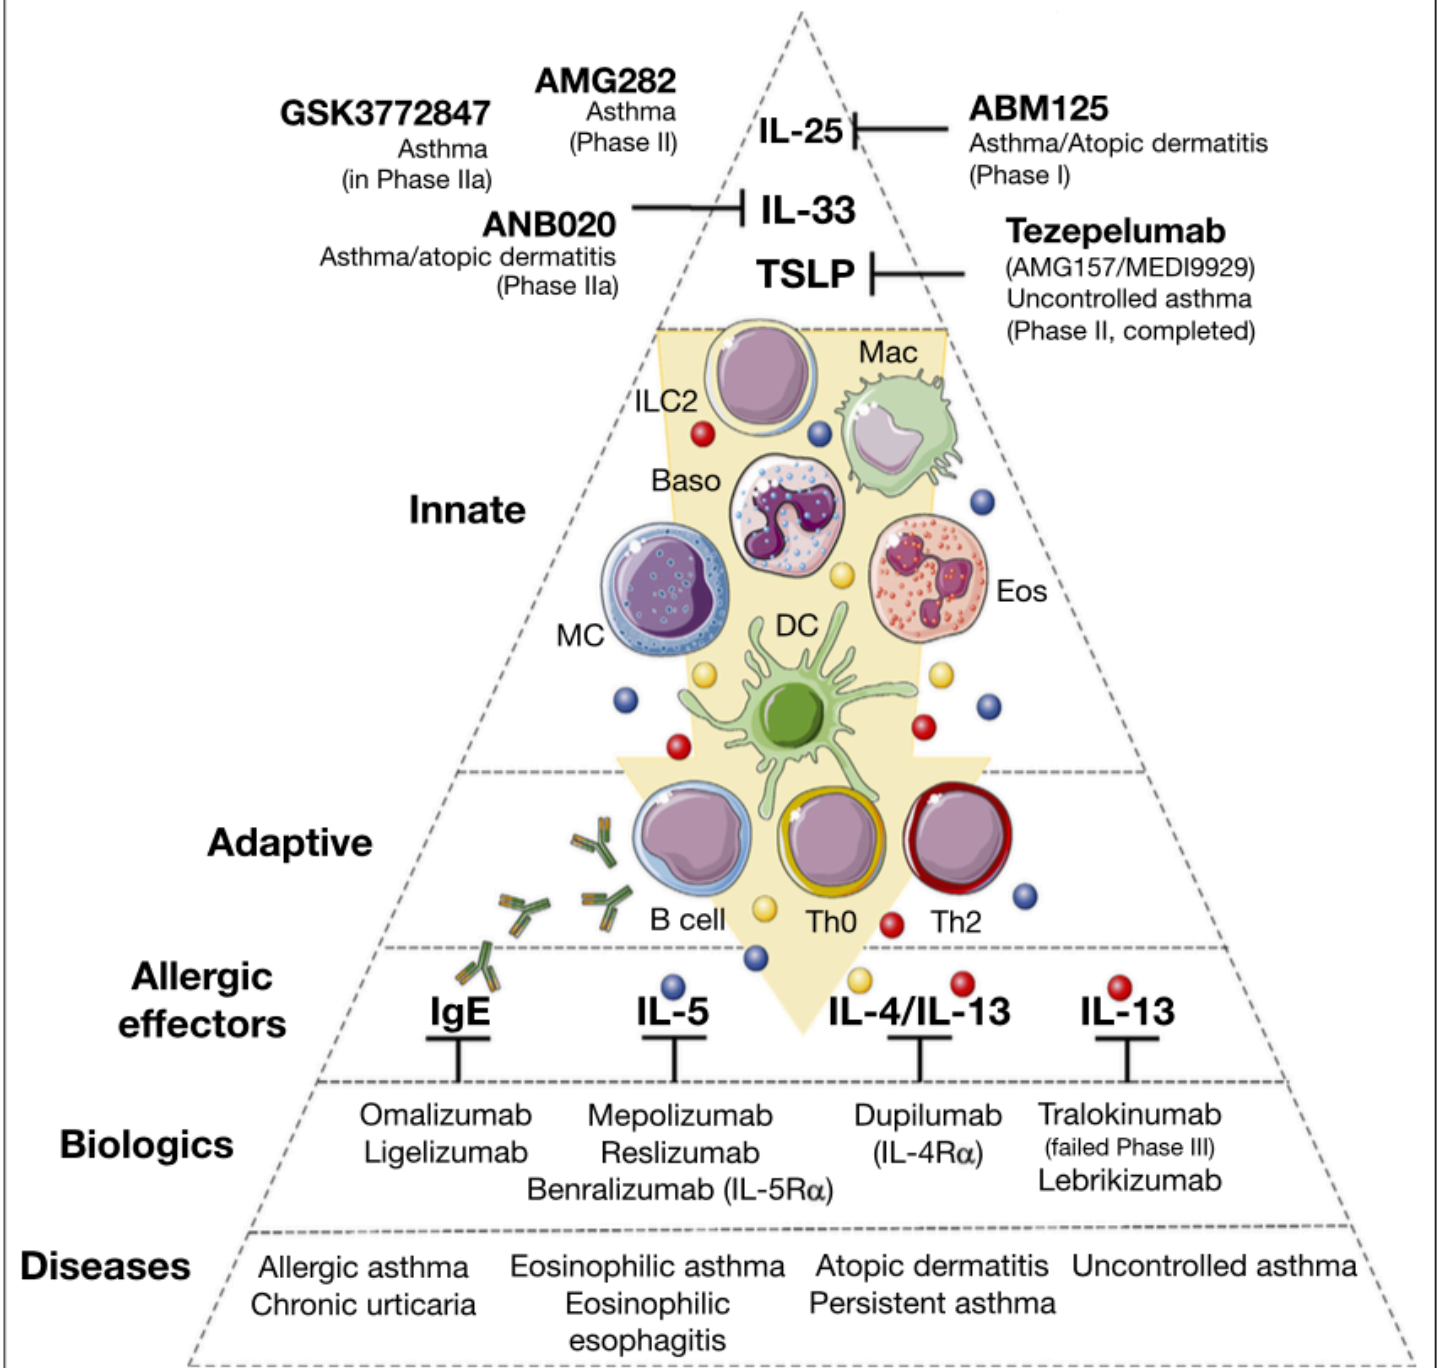 AMG282
Asthma
(Phase II)
GSK3772847
Asthma
(in Phase IIa)
ANB020
Asthma/atopic dermatitis
(Phase IIa)
IL-25
IL-33
TSLP
ABM125
Asthma/Atopic dermatitis
(Phase I)
Tezepelumab
(AMG157/MEDI9929)
Uncontrolled asthma
(Phase II, completed)
Innate
ILC2
Mac
Baso
Eos
MC
DC
Adaptive
B cell
Th0
Th2
Allergic
effectors
IgE
IL-5
IL-4/IL-13
IL-13
Biologics
Omalizumab
Ligelizumab
Mepolizumab
Reslizumab
Benralizumab (IL-5Rα)
Dupilumab
(IL-4Rα)
Tralokinumab
(failed Phase III)
Lebrikizumab
Diseases
Allergic asthma
Chronic urticaria
Eosinophilic asthma
Eosinophilic
esophagitis
Atopic dermatitis
Persistent asthma
Uncontrolled asthma